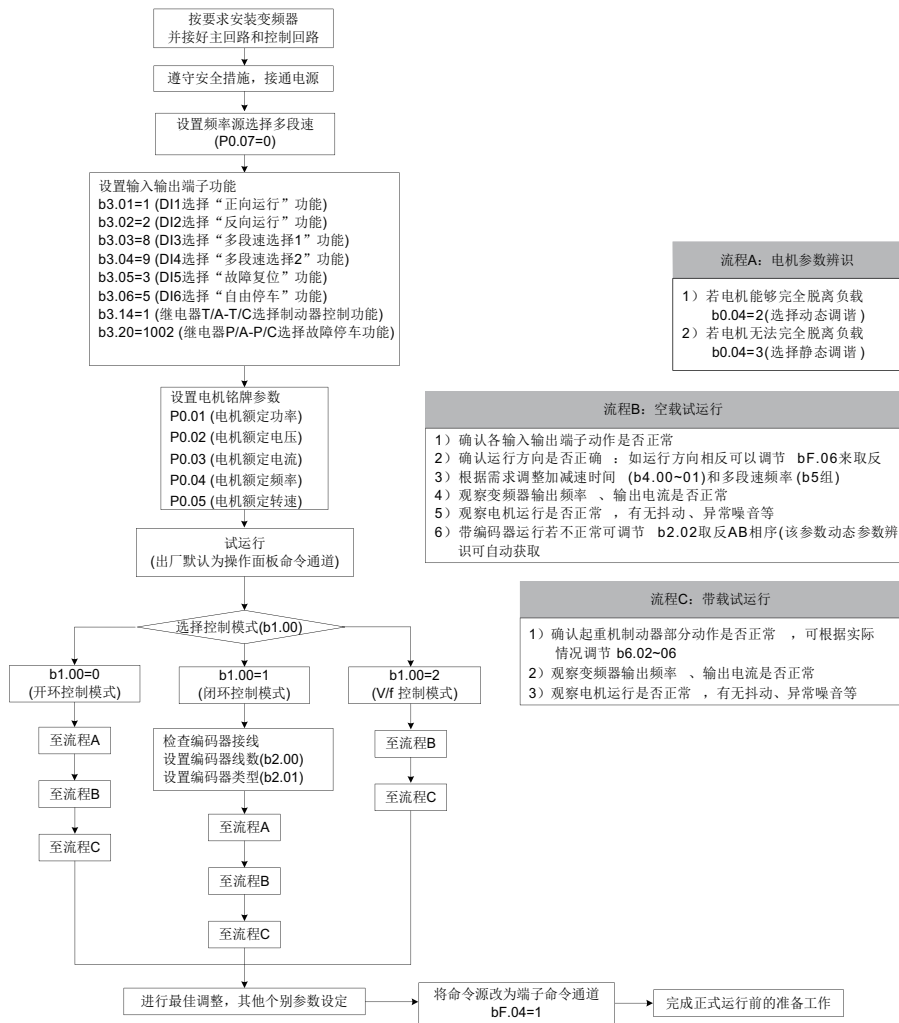 按要求安装变频器
并接好主回路和控制回路
遵守安全措施，接通电源
设置频率源选择多段速
(P0.07=0)
设置输入输出端子功能
b3.01=1 (DI1选择“正向运行”功能)
b3.02=2 (DI2选择“反向运行”功能)
b3.03=8 (DI3选择“多段速选择1”功能)
b3.04=9 (DI4选择“多段速选择2”功能)
b3.05=3 (DI5选择“故障复位”功能)
b3.06=5 (DI6选择“自由停车”功能)
b3.14=1 (继电器T/A-T/C选择制动器控制功能)
b3.20=1002 (继电器P/A-P/C选择故障停车功能)
设置电机铭牌参数
P0.01 (电机额定功率)
P0.02 (电机额定电压)
P0.03 (电机额定电流)
P0.04 (电机额定频率)
P0.05 (电机额定转速)
试运行
(出厂默认为操作面板命令通道)
选择控制模式(b1.00)
b1.00=0
(开环控制模式)
至流程A
至流程B
至流程C
b1.00=1
(闭环控制模式)
检查编码器接线
设置编码器线数(b2.00)
设置编码器类型(b2.01)
至流程A
至流程B
至流程C
b1.00=2
(V/f 控制模式)
至流程B
至流程C
进行最佳调整，其他个别参数设定
将命令源改为端子命令通道
bF.04=1
完成正式运行前的准备工作
流程A：电机参数辨识
1）若电机能够完全脱离负载
b0.04=2(选择动态调谐)
2）若电机无法完全脱离负载
b0.04=3(选择静态调谐)
流程B：空载试运行
1）确认各输入输出端子动作是否正常
2）确认运行方向是否正确 ：如运行方向相反可以调节 bF.06来取反
3）根据需求调整加减速时间 (b4.00~01)和多段速频率(b5组)
4）观察变频器输出频率 、输出电流是否正常
5）观察电机运行是否正常 ，有无抖动、异常噪音等
6）带编码器运行若不正常可调节 b2.02取反AB相序(该参数动态参数辨
识可自动获取
流程C：带载试运行
1）确认起重机制动器部分动作是否正常 ，可根据实际
情况调节 b6.02~06
2）观察变频器输出频率 、输出电流是否正常
3）观察电机运行是否正常 ，有无抖动、异常噪音等